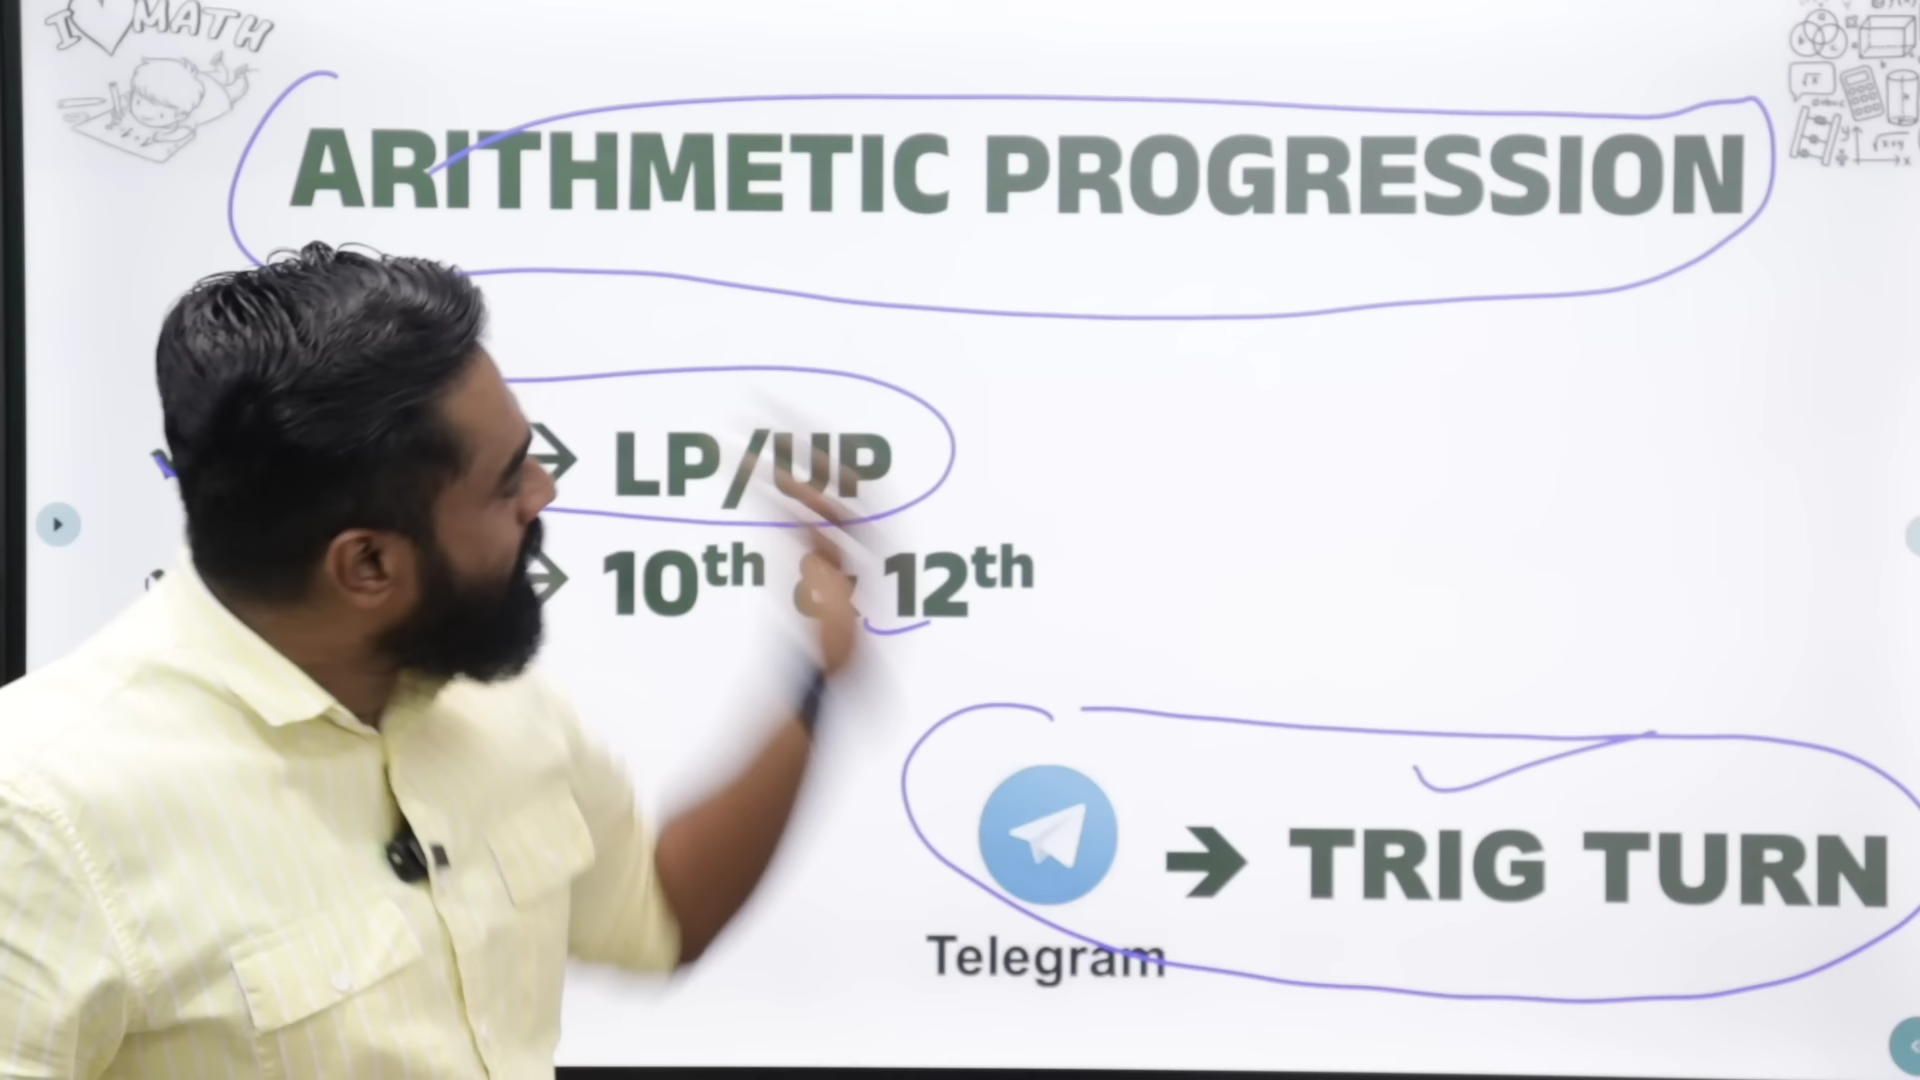 I MATH
ARITHMETIC PROGRESSION
→ LP/UP
→ 10th & 12th
→ TRIG TURN
Telegram